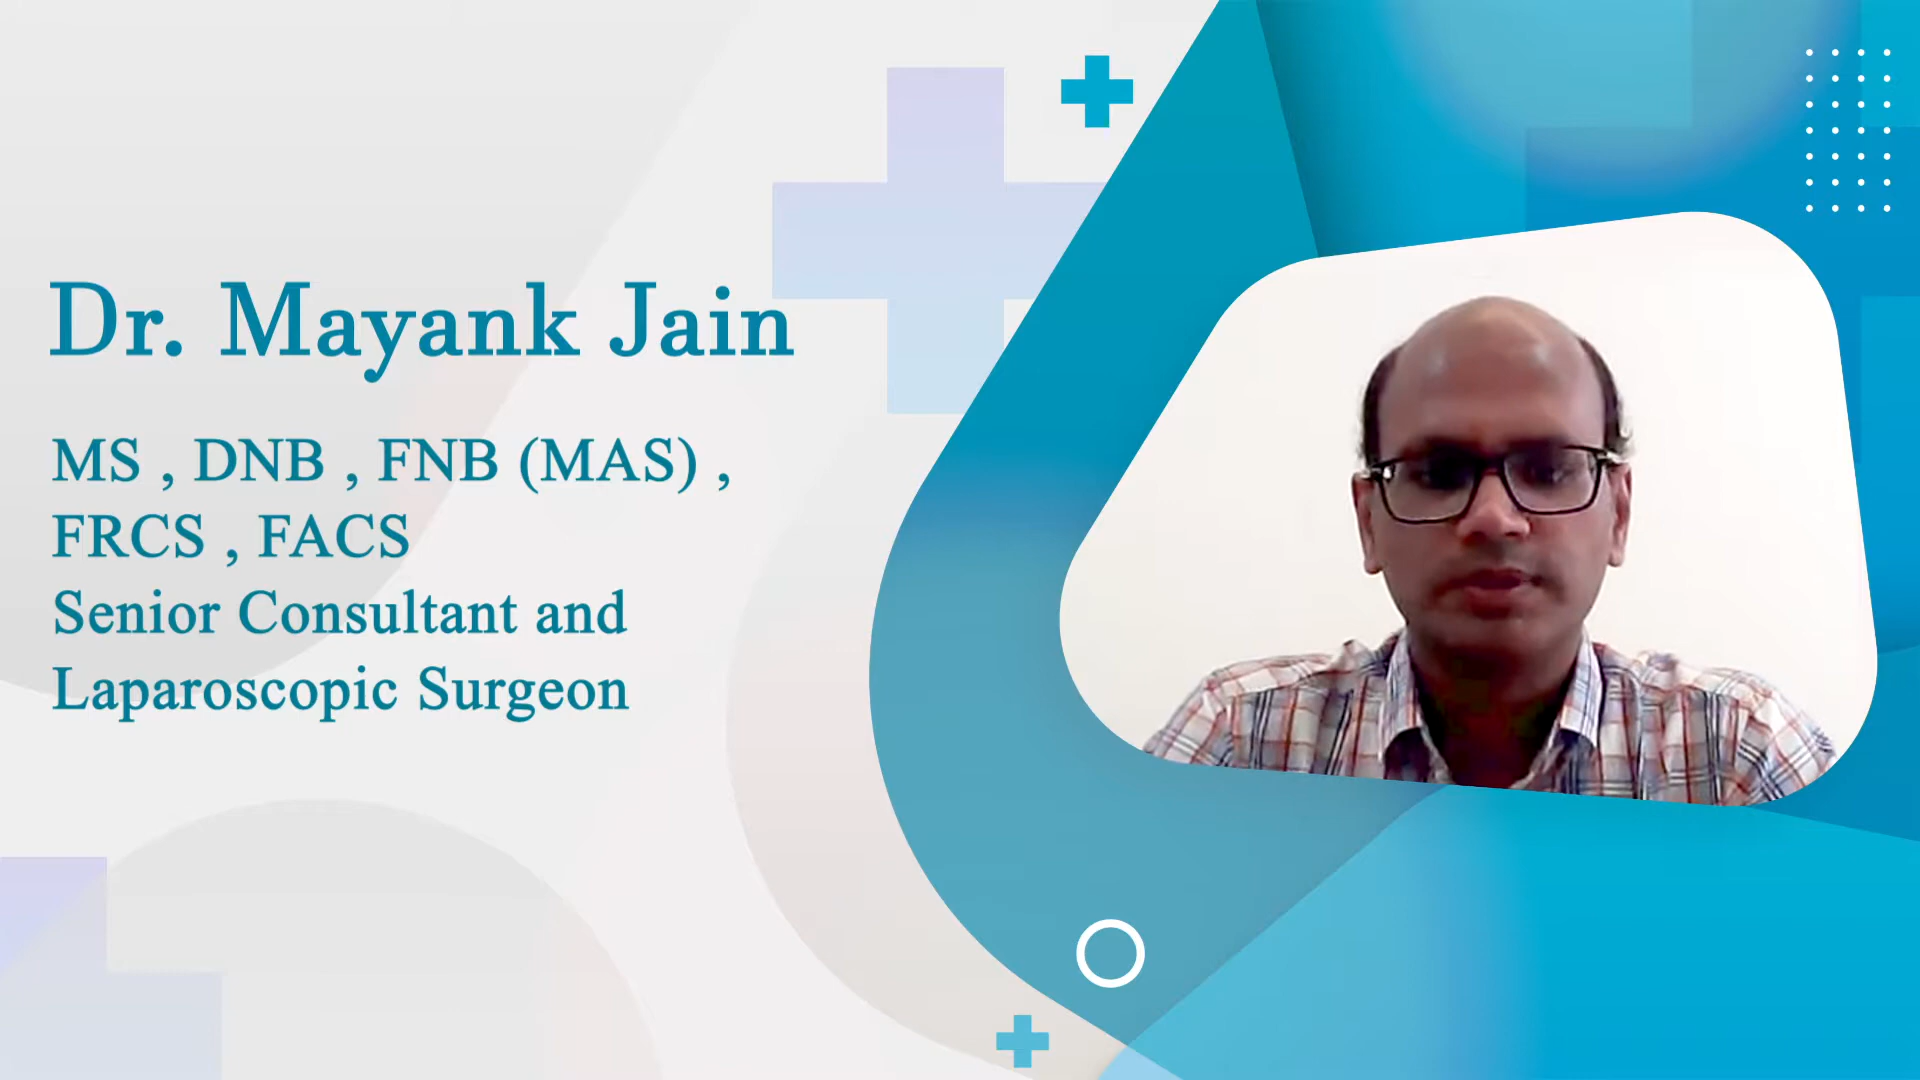 Dr. Mayank Jain
MS , DNB , FNB (MAS) ,
FRCS , FACS
Senior Consultant and
Laparoscopic Surgeon